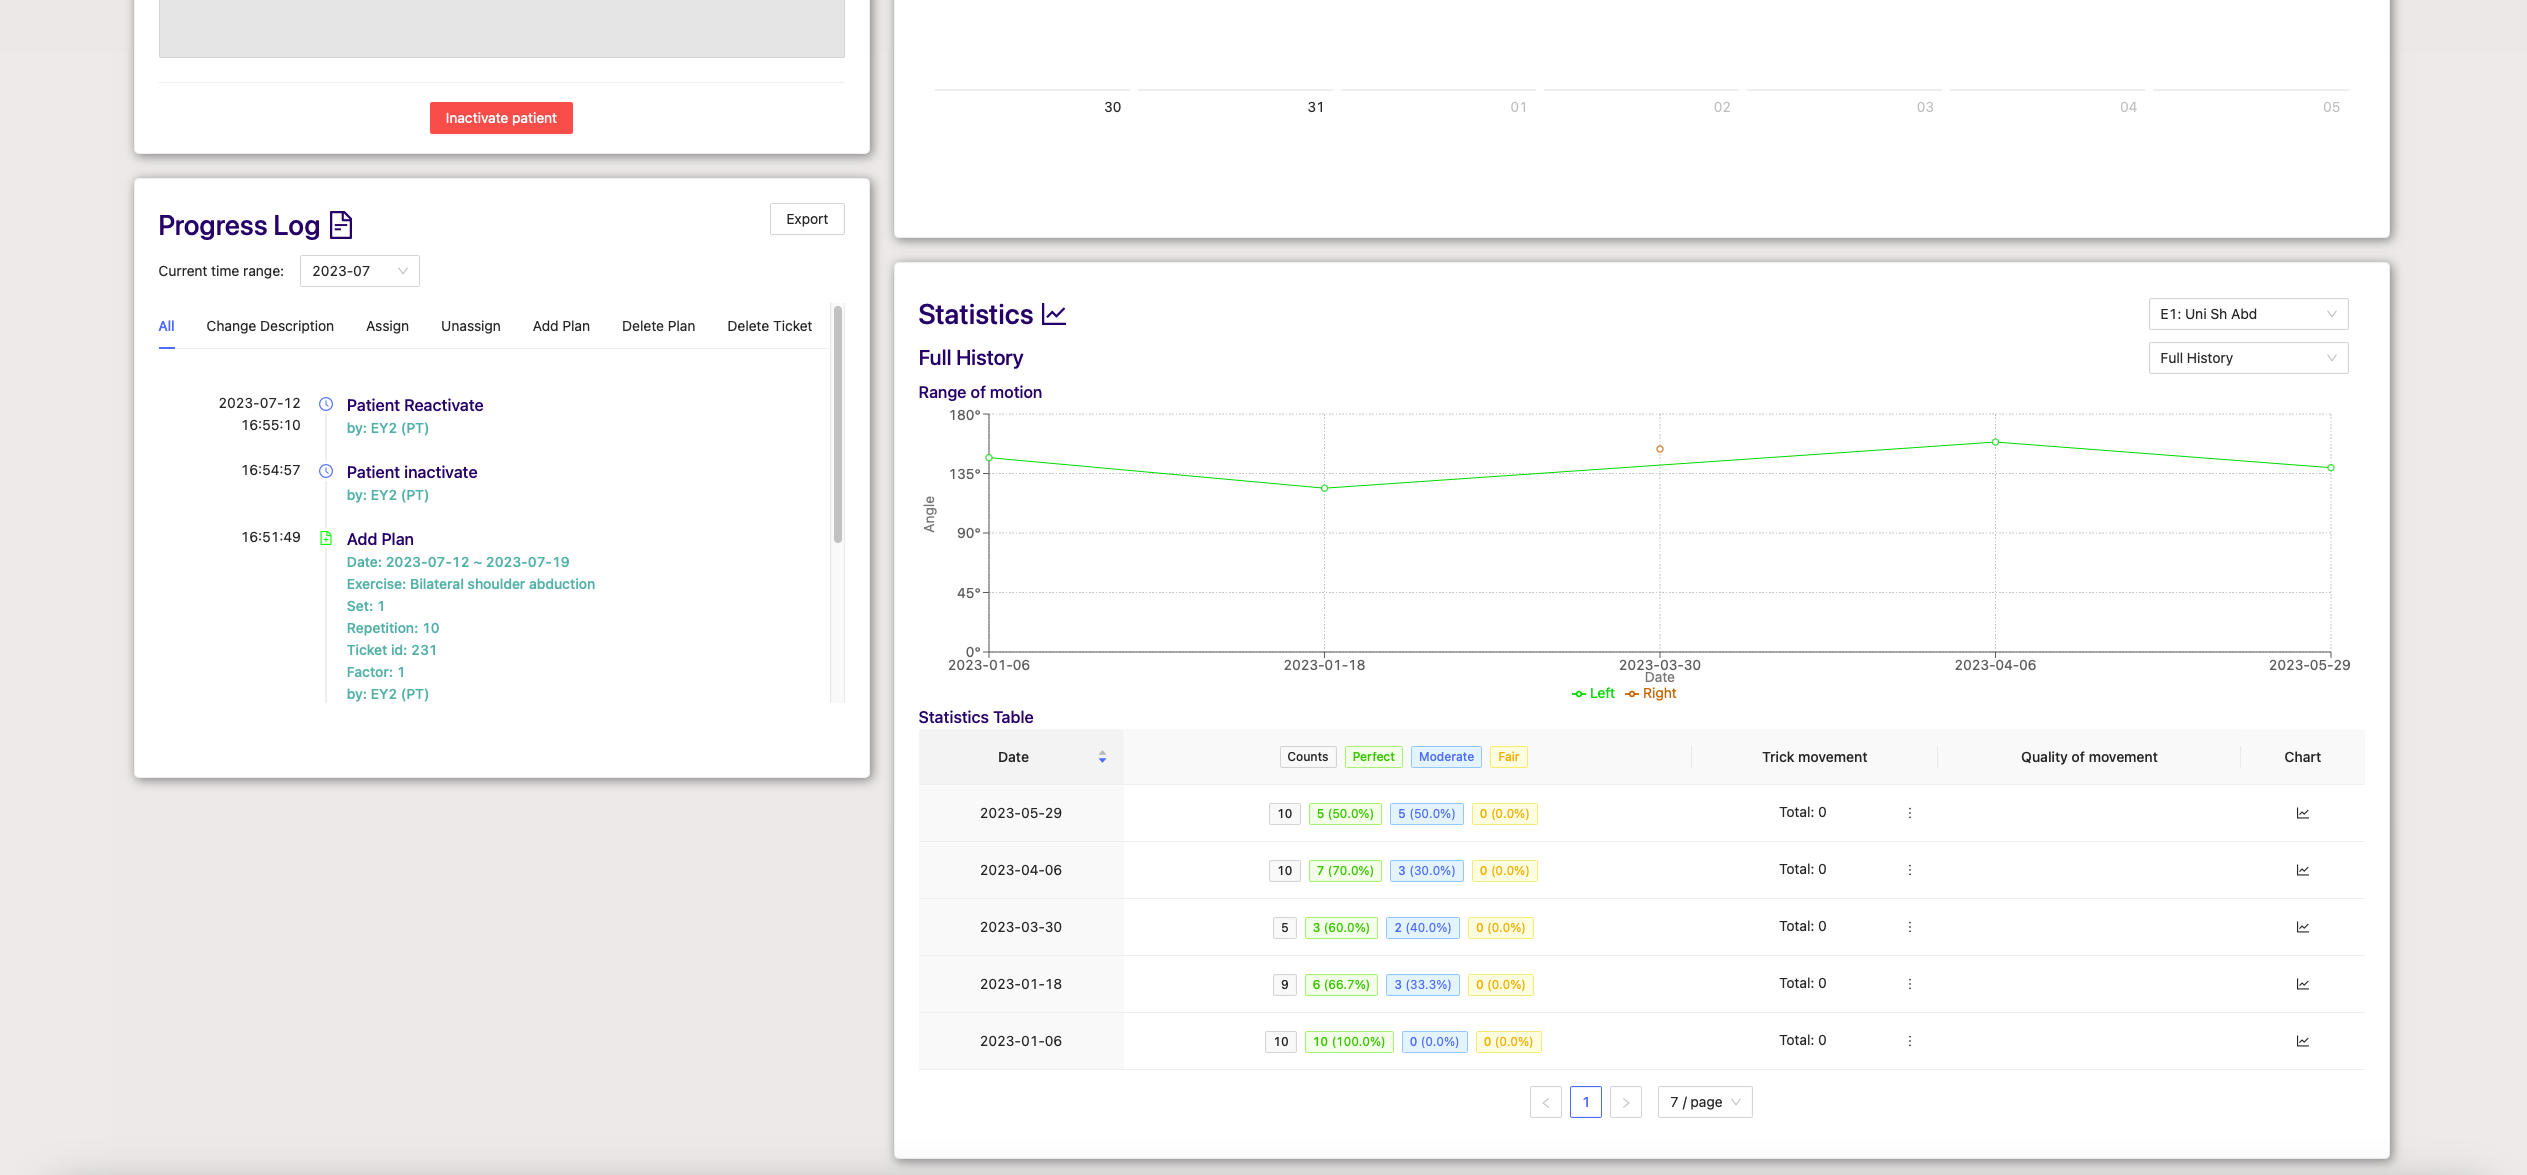 Inactivate patient
30 31 01 02 03 04 05
Progress Log
Export
Current time range: 2023-07
All Change Description Assign Unassign Add Plan Delete Plan Delete Ticket
2023-07-12 Patient Reactivate
16:55:10 by: EY2 (PT)
16:54:57 Patient inactivate
by: EY2 (PT)
16:51:49 Add Plan
Date: 2023-07-12 ~ 2023-07-19
Exercise: Bilateral shoulder abduction
Set: 1
Repetition: 10
Ticket id: 231
Factor: 1
by: EY2 (PT)
Statistics
E1: Uni Sh Abd
Full History
Full History
Range of motion
180°
135°
90°
45°
0°
Angle
2023-01-06 2023-01-18 2023-03-30 2023-04-06 2023-05-29
Date
Left Right
Statistics Table
Date Counts Perfect Moderate Fair Trick movement Quality of movement Chart
2023-05-29 10 5 (50.0%) 5 (50.0%) 0 (0.0%) Total: 0
2023-04-06 10 7 (70.0%) 3 (30.0%) 0 (0.0%) Total: 0
2023-03-30 5 3 (60.0%) 2 (40.0%) 0 (0.0%) Total: 0
2023-01-18 9 6 (66.7%) 3 (33.3%) 0 (0.0%) Total: 0
2023-01-06 10 10 (100.0%) 0 (0.0%) 0 (0.0%) Total: 0
< 1 > 7 / page